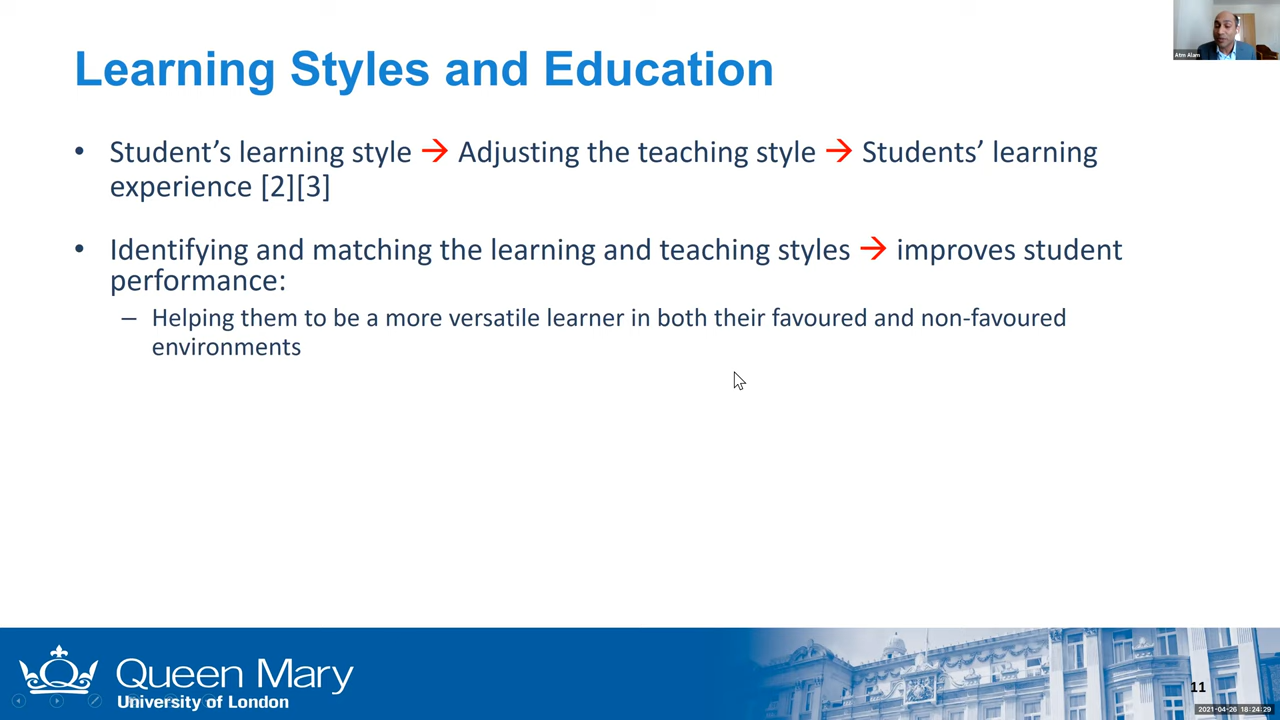 Learning Styles and Education
Atm Alam
• Student’s learning style → Adjusting the teaching style → Students’ learning
experience [2][3]
• Identifying and matching the learning and teaching styles → improves student
performance:
– Helping them to be a more versatile learner in both their favoured and non-favoured
environments
Queen Mary
University of London
11
2021-04-26 18:24:29